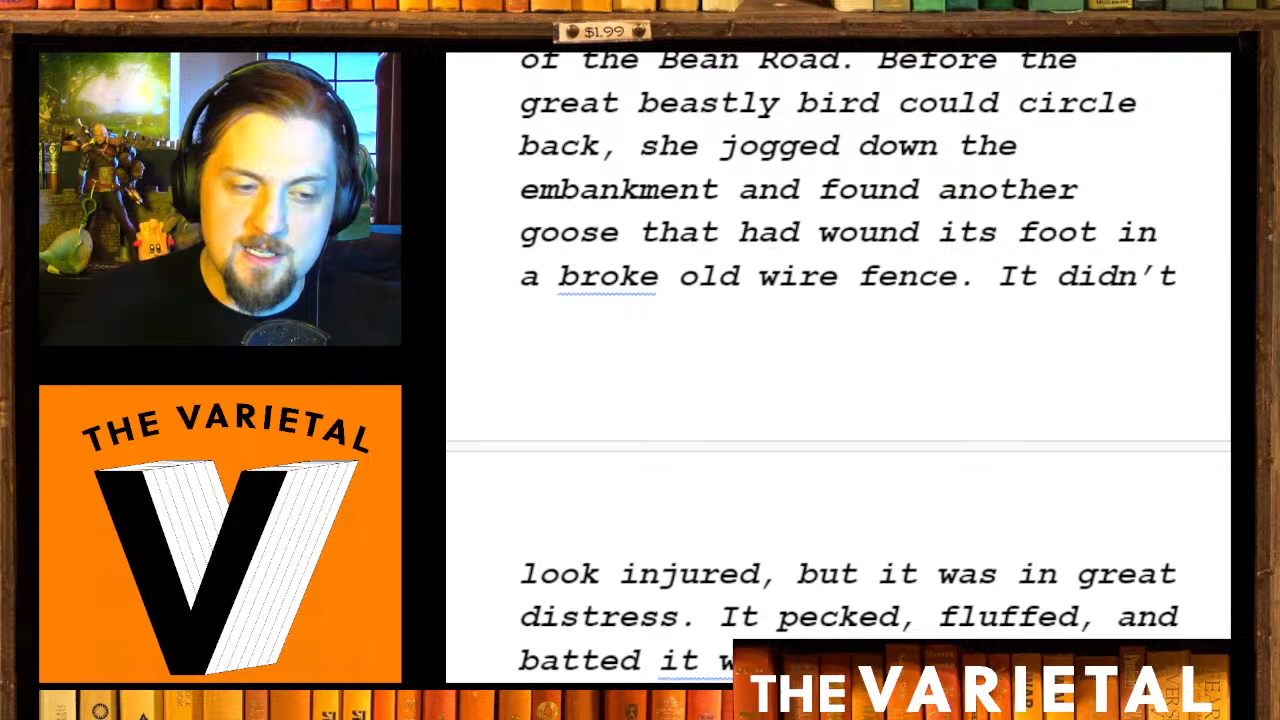 $1.99
of the Bean Road. Before the
great beastly bird could circle
back, she jogged down the
embankment and found another
goose that had wound its foot in
a broke old wire fence. It didn't
look injured, but it was in great
distress. It pecked, fluffed, and
batted it
THE VARIETAL
THE VARIETAL